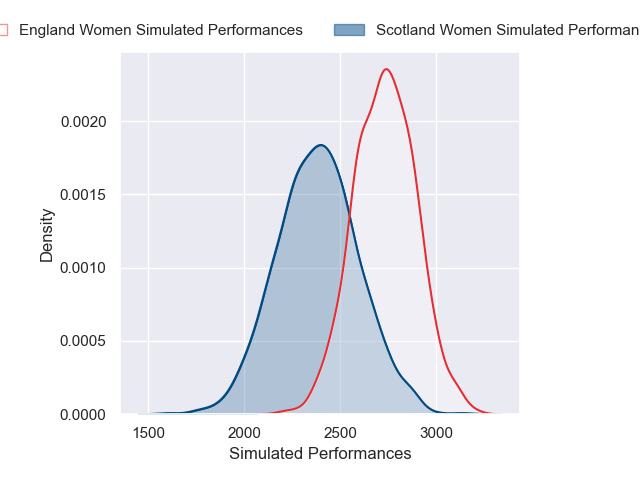 England Women Simulated Performances
Scotland Women Simulated Performan
0.0020
0.0015
0.0010
0.0005
0.0000
Density
1500 2000 2500 3000
Simulated Performances